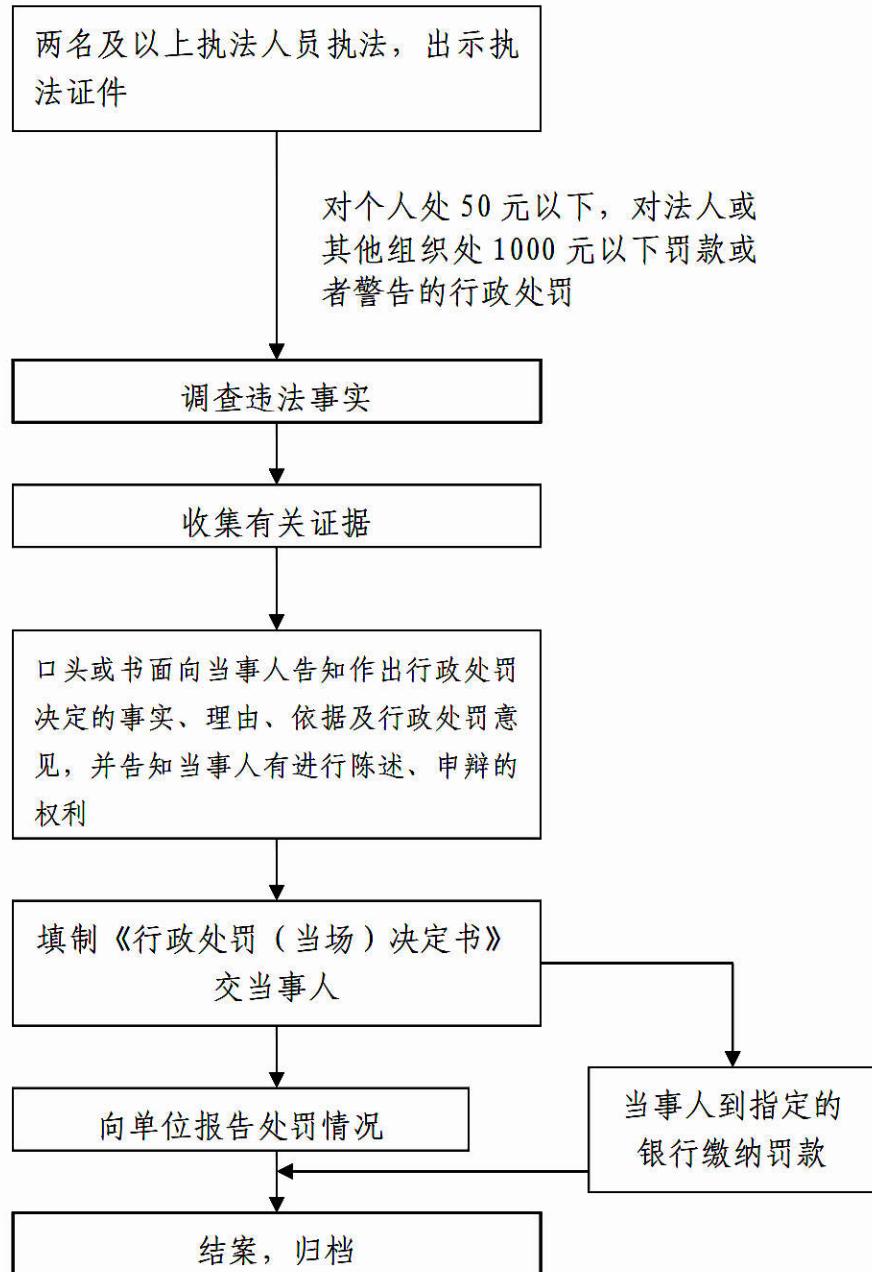 两名及以上执法人员执法，出示执
法证件
对个人处 50 元以下，对法人或
其他组织处 1000 元以下罚款或
者警告的行政处罚
调查违法事实
收集有关证据
口头或书面向当事人告知作出行政处罚
决定的事实、理由、依据及行政处罚意
见，并告知当事人有进行陈述、申辩的
权利
填制《行政处罚（当场）决定书》
交当事人
向单位报告处罚情况
当事人到指定的
银行缴纳罚款
结案，归档